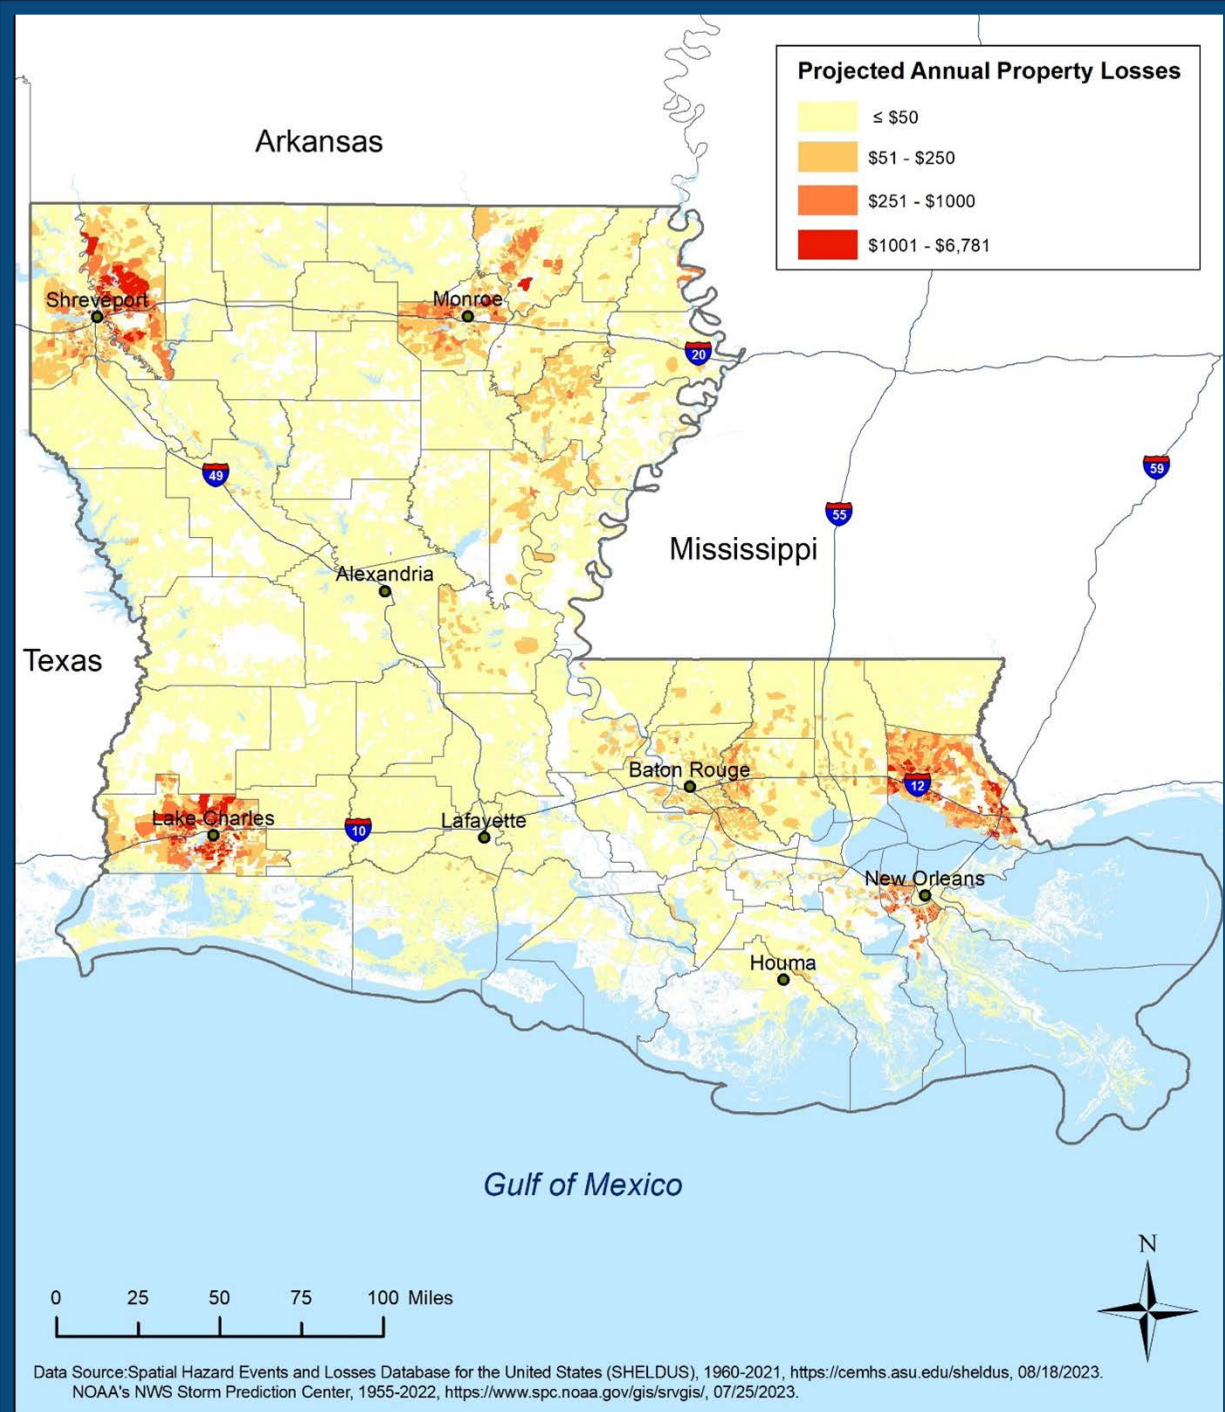 Projected Annual Property Losses
≤ $50
$51 - $250
$251 - $1000
$1001 - $6,781
Arkansas
Shreveport
Monroe
20
49
59
55
Mississippi
Alexandria
Texas
Baton Rouge
12
Lake Charles
10
Lafayette
New Orleans
Houma
Gulf of Mexico
N
0 25 50 75 100 Miles
Data Source:Spatial Hazard Events and Losses Database for the United States (SHELDUS), 1960-2021, https://cemhs.asu.edu/sheldus, 08/18/2023.
NOAA's NWS Storm Prediction Center, 1955-2022, https://www.spc.noaa.gov/gis/srvgis/, 07/25/2023.